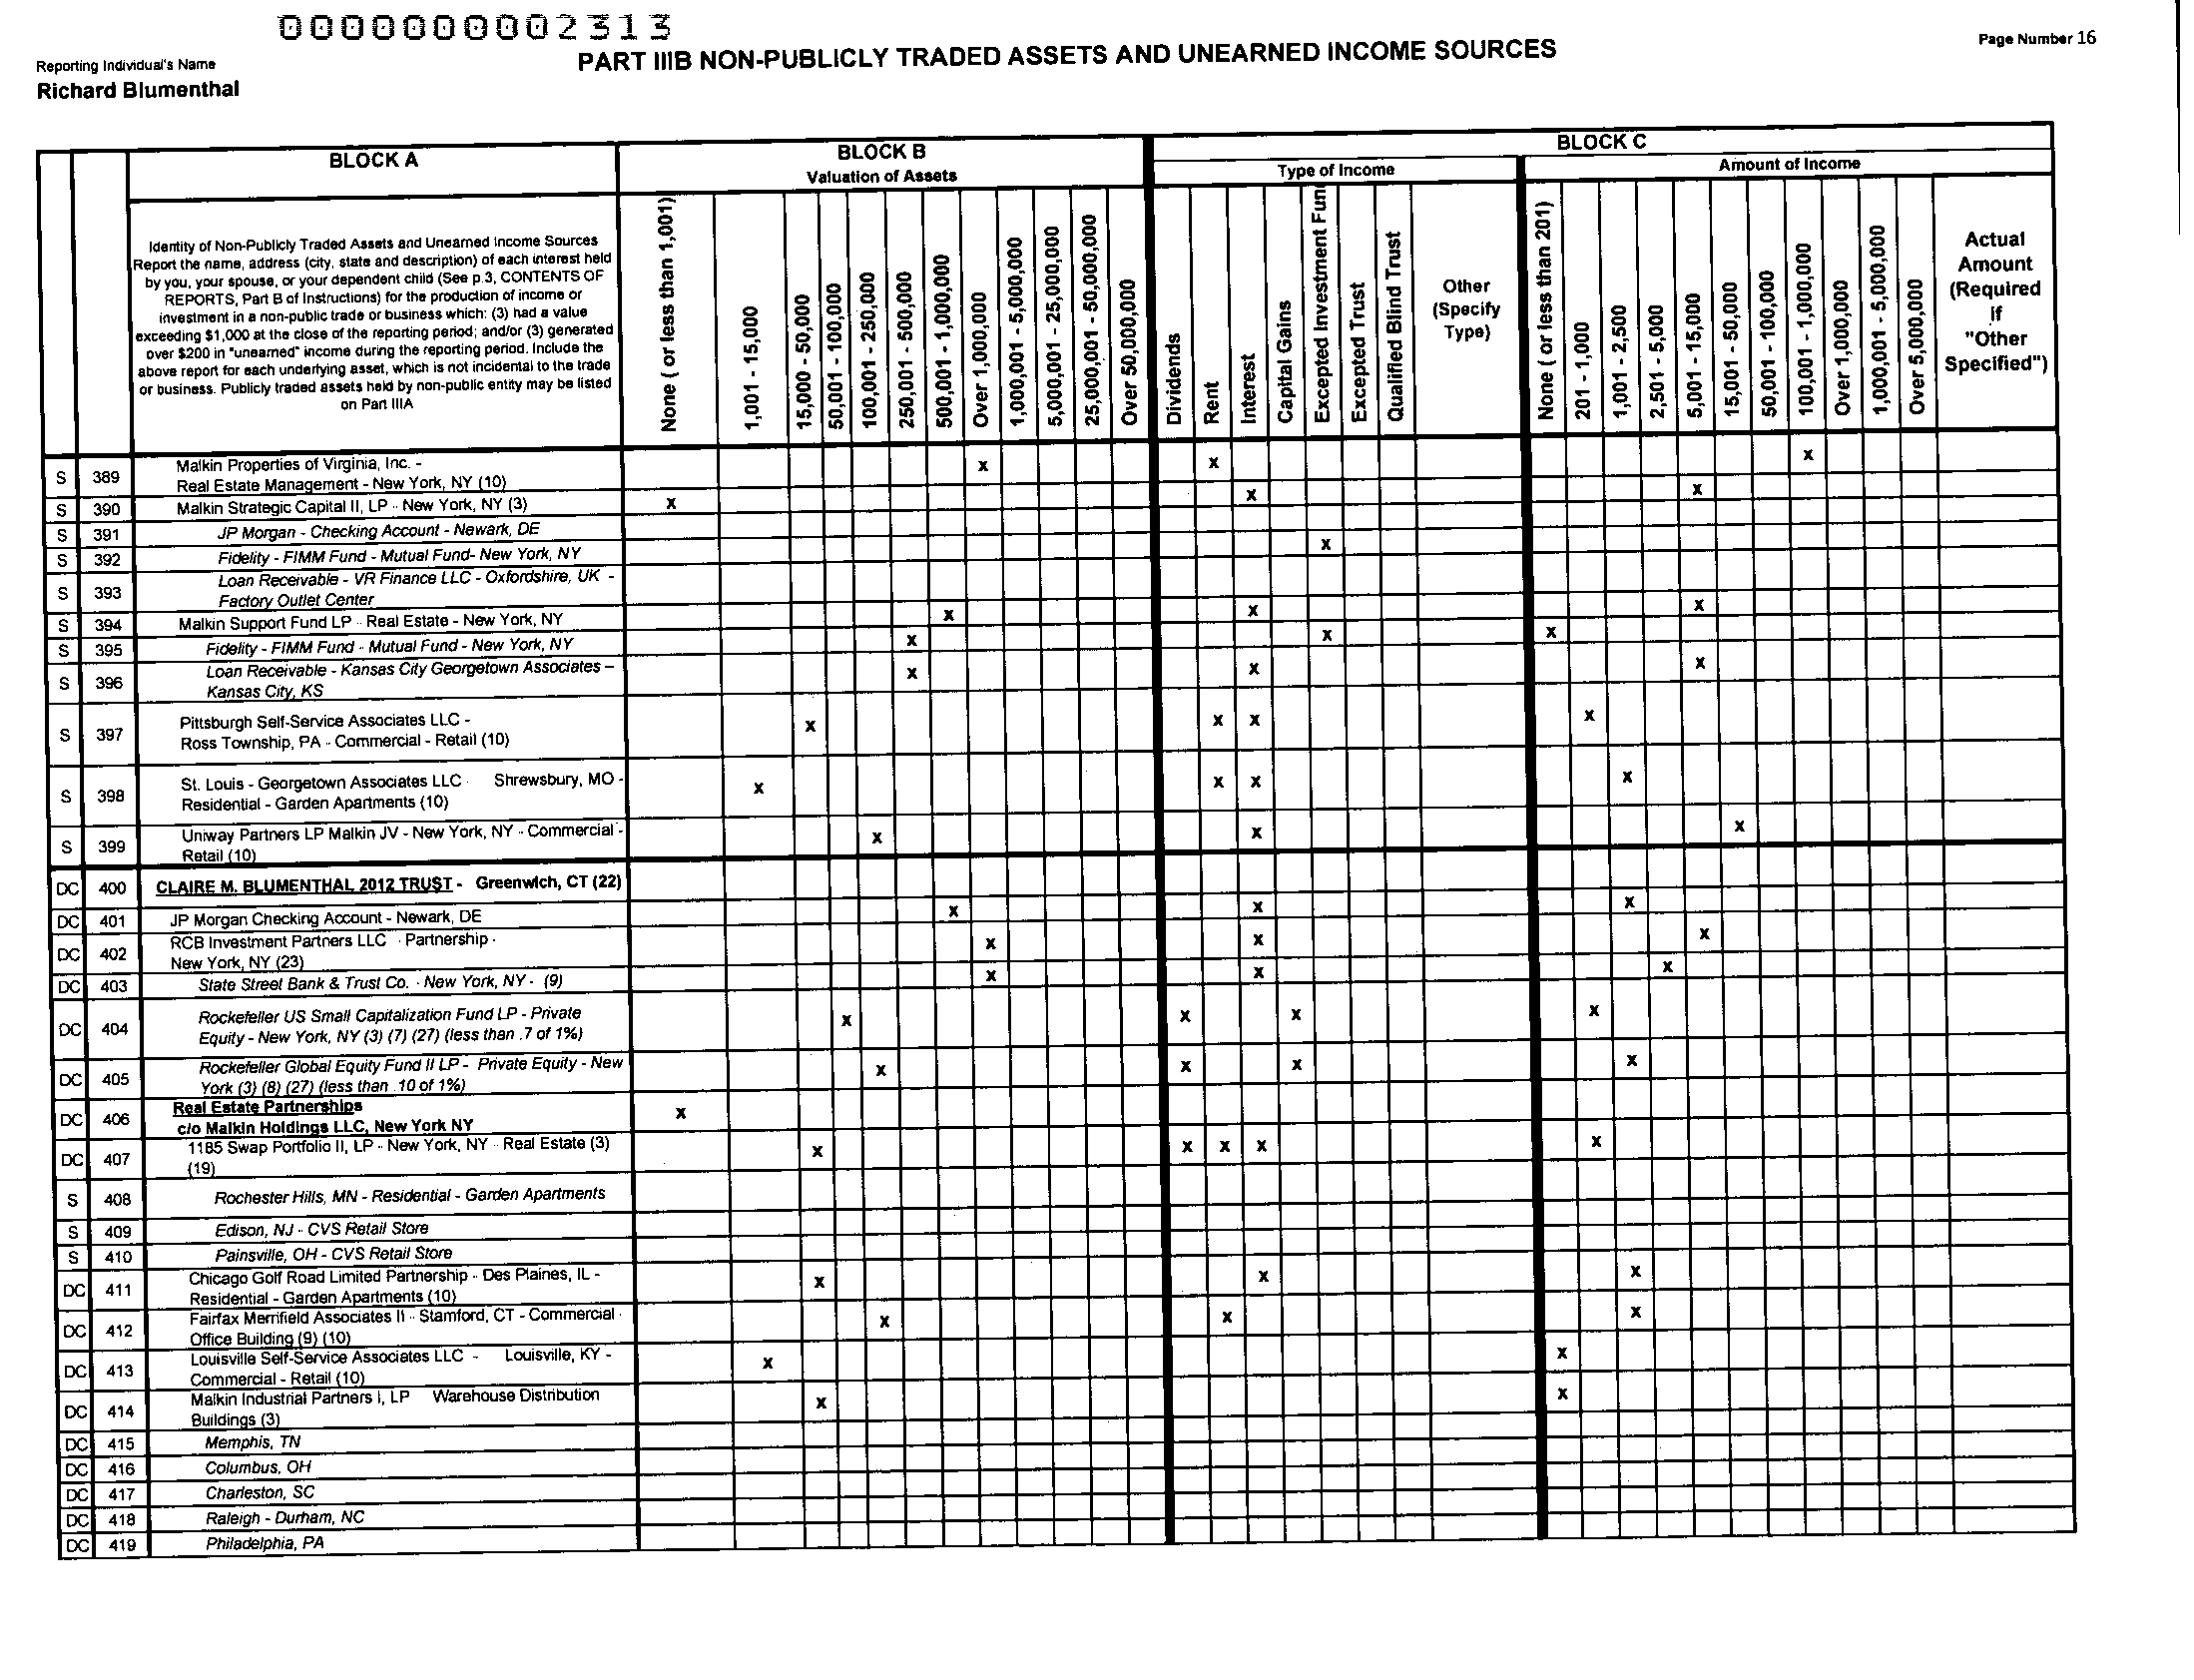 0000000002313
PART IIIB NON-PUBLICLY TRADED ASSETS AND UNEARNED INCOME SOURCES
Page Number 16
Reporting Individual's Name
Richard Blumenthal
BLOCK A
BLOCK B
BLOCK C
Valuation of Assets
Type of Income
Amount of Income
Identity of Non-Publicly Traded Assets and Unearned Income Sources
Report the name, address (city, state and description) of each interest held
by you, your spouse, or your dependent child (See p.3, CONTENTS OF
REPORTS, Part B of Instructions) for the production of income or
investment in a non-public trade or business which: (3) had a value
exceeding $1,000 at the close of the reporting period; and/or (3) generated
over $200 in "unearned" income during the reporting period. Include the
above report for each underlying asset, which is not incidental to the trade
or business. Publicly traded assets held by non-public entity may be listed
on Part IIIA
None ( or less than 1,001)
1,001 - 15,000
15,000 - 50,000
50,001 - 100,000
100,001 - 250,000
250,001 - 500,000
500,001 - 1,000,000
Over 1,000,000
1,000,001 - 5,000,000
5,000,001 - 25,000,000
25,000,001 - 50,000,000
Over 50,000,000
Dividends
Rent
Interest
Capital Gains
Excepted Investment Fund
Excepted Trust
Qualified Blind Trust
Other
(Specify
Type)
None ( or less than 201)
201 - 1,000
1,001 - 2,500
2,501 - 5,000
5,001 - 15,000
15,001 - 50,000
50,001 - 100,000
100,001 - 1,000,000
Over 1,000,000
1,000,001 - 5,000,000
Over 5,000,000
Actual
Amount
(Required
If
"Other
Specified")
S 389 Malkin Properties of Virginia, Inc. - x x x
Real Estate Management - New York, NY (10)
S 390 Malkin Strategic Capital II, LP - New York, NY (3) x x x
S 391 JP Morgan - Checking Account - Newark, DE
S 392 Fidelity - FIMM Fund - Mutual Fund- New York, NY x
S 393 Loan Receivable - VR Finance LLC - Oxfordshire, UK -
Factory Outlet Center
S 394 Malkin Support Fund LP - Real Estate - New York, NY x x x
S 395 Fidelity - FIMM Fund - Mutual Fund - New York, NY x x x
S 396 Loan Receivable - Kansas City Georgetown Associates – x x x
Kansas City, KS
S 397 Pittsburgh Self-Service Associates LLC - x x x x
Ross Township, PA - Commercial - Retail (10)
S 398 St. Louis - Georgetown Associates LLC - Shrewsbury, MO - x x x x
Residential - Garden Apartments (10)
S 399 Uniway Partners LP Malkin JV - New York, NY - Commercial - x x x
Retail (10)
DC 400 CLAIRE M. BLUMENTHAL 2012 TRUST - Greenwich, CT (22)
DC 401 JP Morgan Checking Account - Newark, DE x x x
DC 402 RCB Investment Partners LLC - Partnership - x x x
New York, NY (23)
DC 403 State Street Bank & Trust Co. - New York, NY - (9) x x x
DC 404 Rockefeller US Small Capitalization Fund LP - Private x x x x
Equity - New York, NY (3) (7) (27) (less than .7 of 1%)
DC 405 Rockefeller Global Equity Fund II LP - Private Equity - New x x x x
York (3) (8) (27) (less than .10 of 1%)
DC 406 Real Estate Partnerships x
c/o Malkin Holdings LLC, New York NY
DC 407 1185 Swap Portfolio II, LP - New York, NY - Real Estate (3) x x x x x
(19)
S 408 Rochester Hills, MN - Residential - Garden Apartments
S 409 Edison, NJ - CVS Retail Store
S 410 Painsville, OH - CVS Retail Store
DC 411 Chicago Golf Road Limited Partnership - Des Plaines, IL - x x x
Residential - Garden Apartments (10)
DC 412 Fairfax Merrifield Associates II - Stamford, CT - Commercial - x x x
Office Building (9) (10)
DC 413 Louisville Self-Service Associates LLC - Louisville, KY - x x
Commercial - Retail (10)
DC 414 Malkin Industrial Partners I, LP Warehouse Distribution x x
Buildings (3)
DC 415 Memphis, TN
DC 416 Columbus, OH
DC 417 Charleston, SC
DC 418 Raleigh - Durham, NC
DC 419 Philadelphia, PA